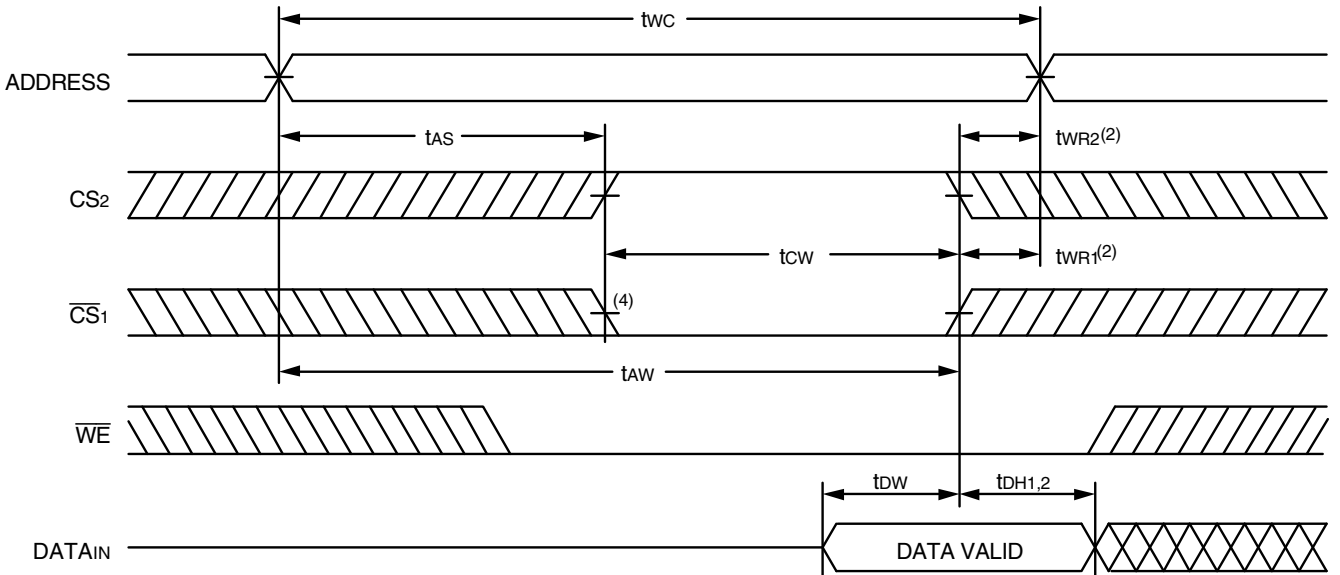 tWC
ADDRESS
tAS
tWR2(2)
CS2
tCW
tWR1(2)
CS1
(4)
tAW
WE
tDW
tDH1,2
DATAIN
DATA VALID